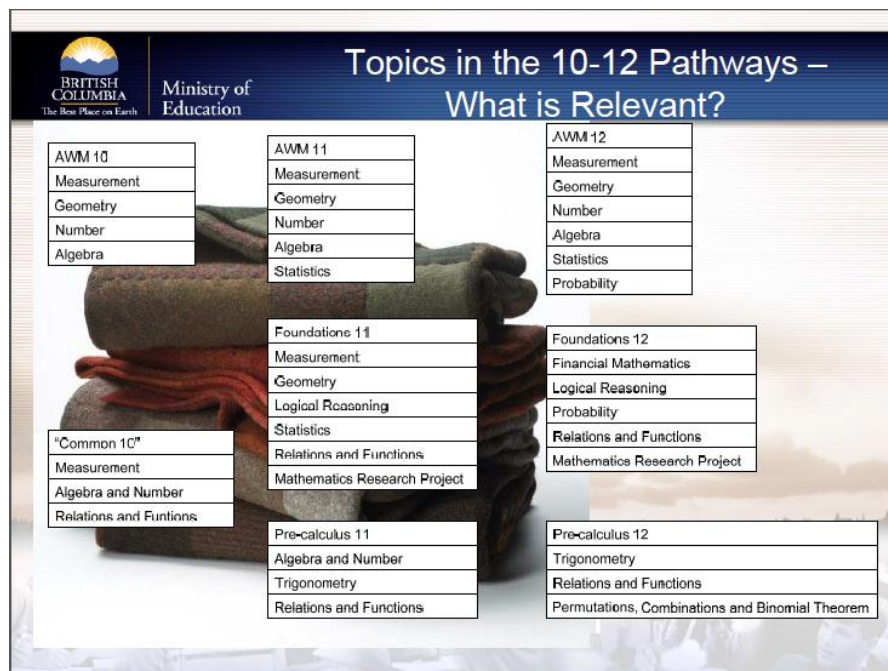 BRITISH
COLUMBIA
The Best Place on Earth
Ministry of
Education
Topics in the 10-12 Pathways –
What is Relevant?
AWM 10
Measurement
Geometry
Number
Algebra
AWM 11
Measurement
Geometry
Number
Algebra
Statistics
AWM 12
Measurement
Geometry
Number
Algebra
Statistics
Probability
"Common 10"
Measurement
Algebra and Number
Relations and Funtions
Foundations 11
Measurement
Geometry
Logical Reasoning
Statistics
Relations and Functions
Mathematics Research Project
Foundations 12
Financial Mathematics
Logical Reasoning
Probability
Relations and Functions
Mathematics Research Project
Pre-calculus 11
Algebra and Number
Trigonometry
Relations and Functions
Pre-calculus 12
Trigonometry
Relations and Functions
Permutations, Combinations and Binomial Theorem